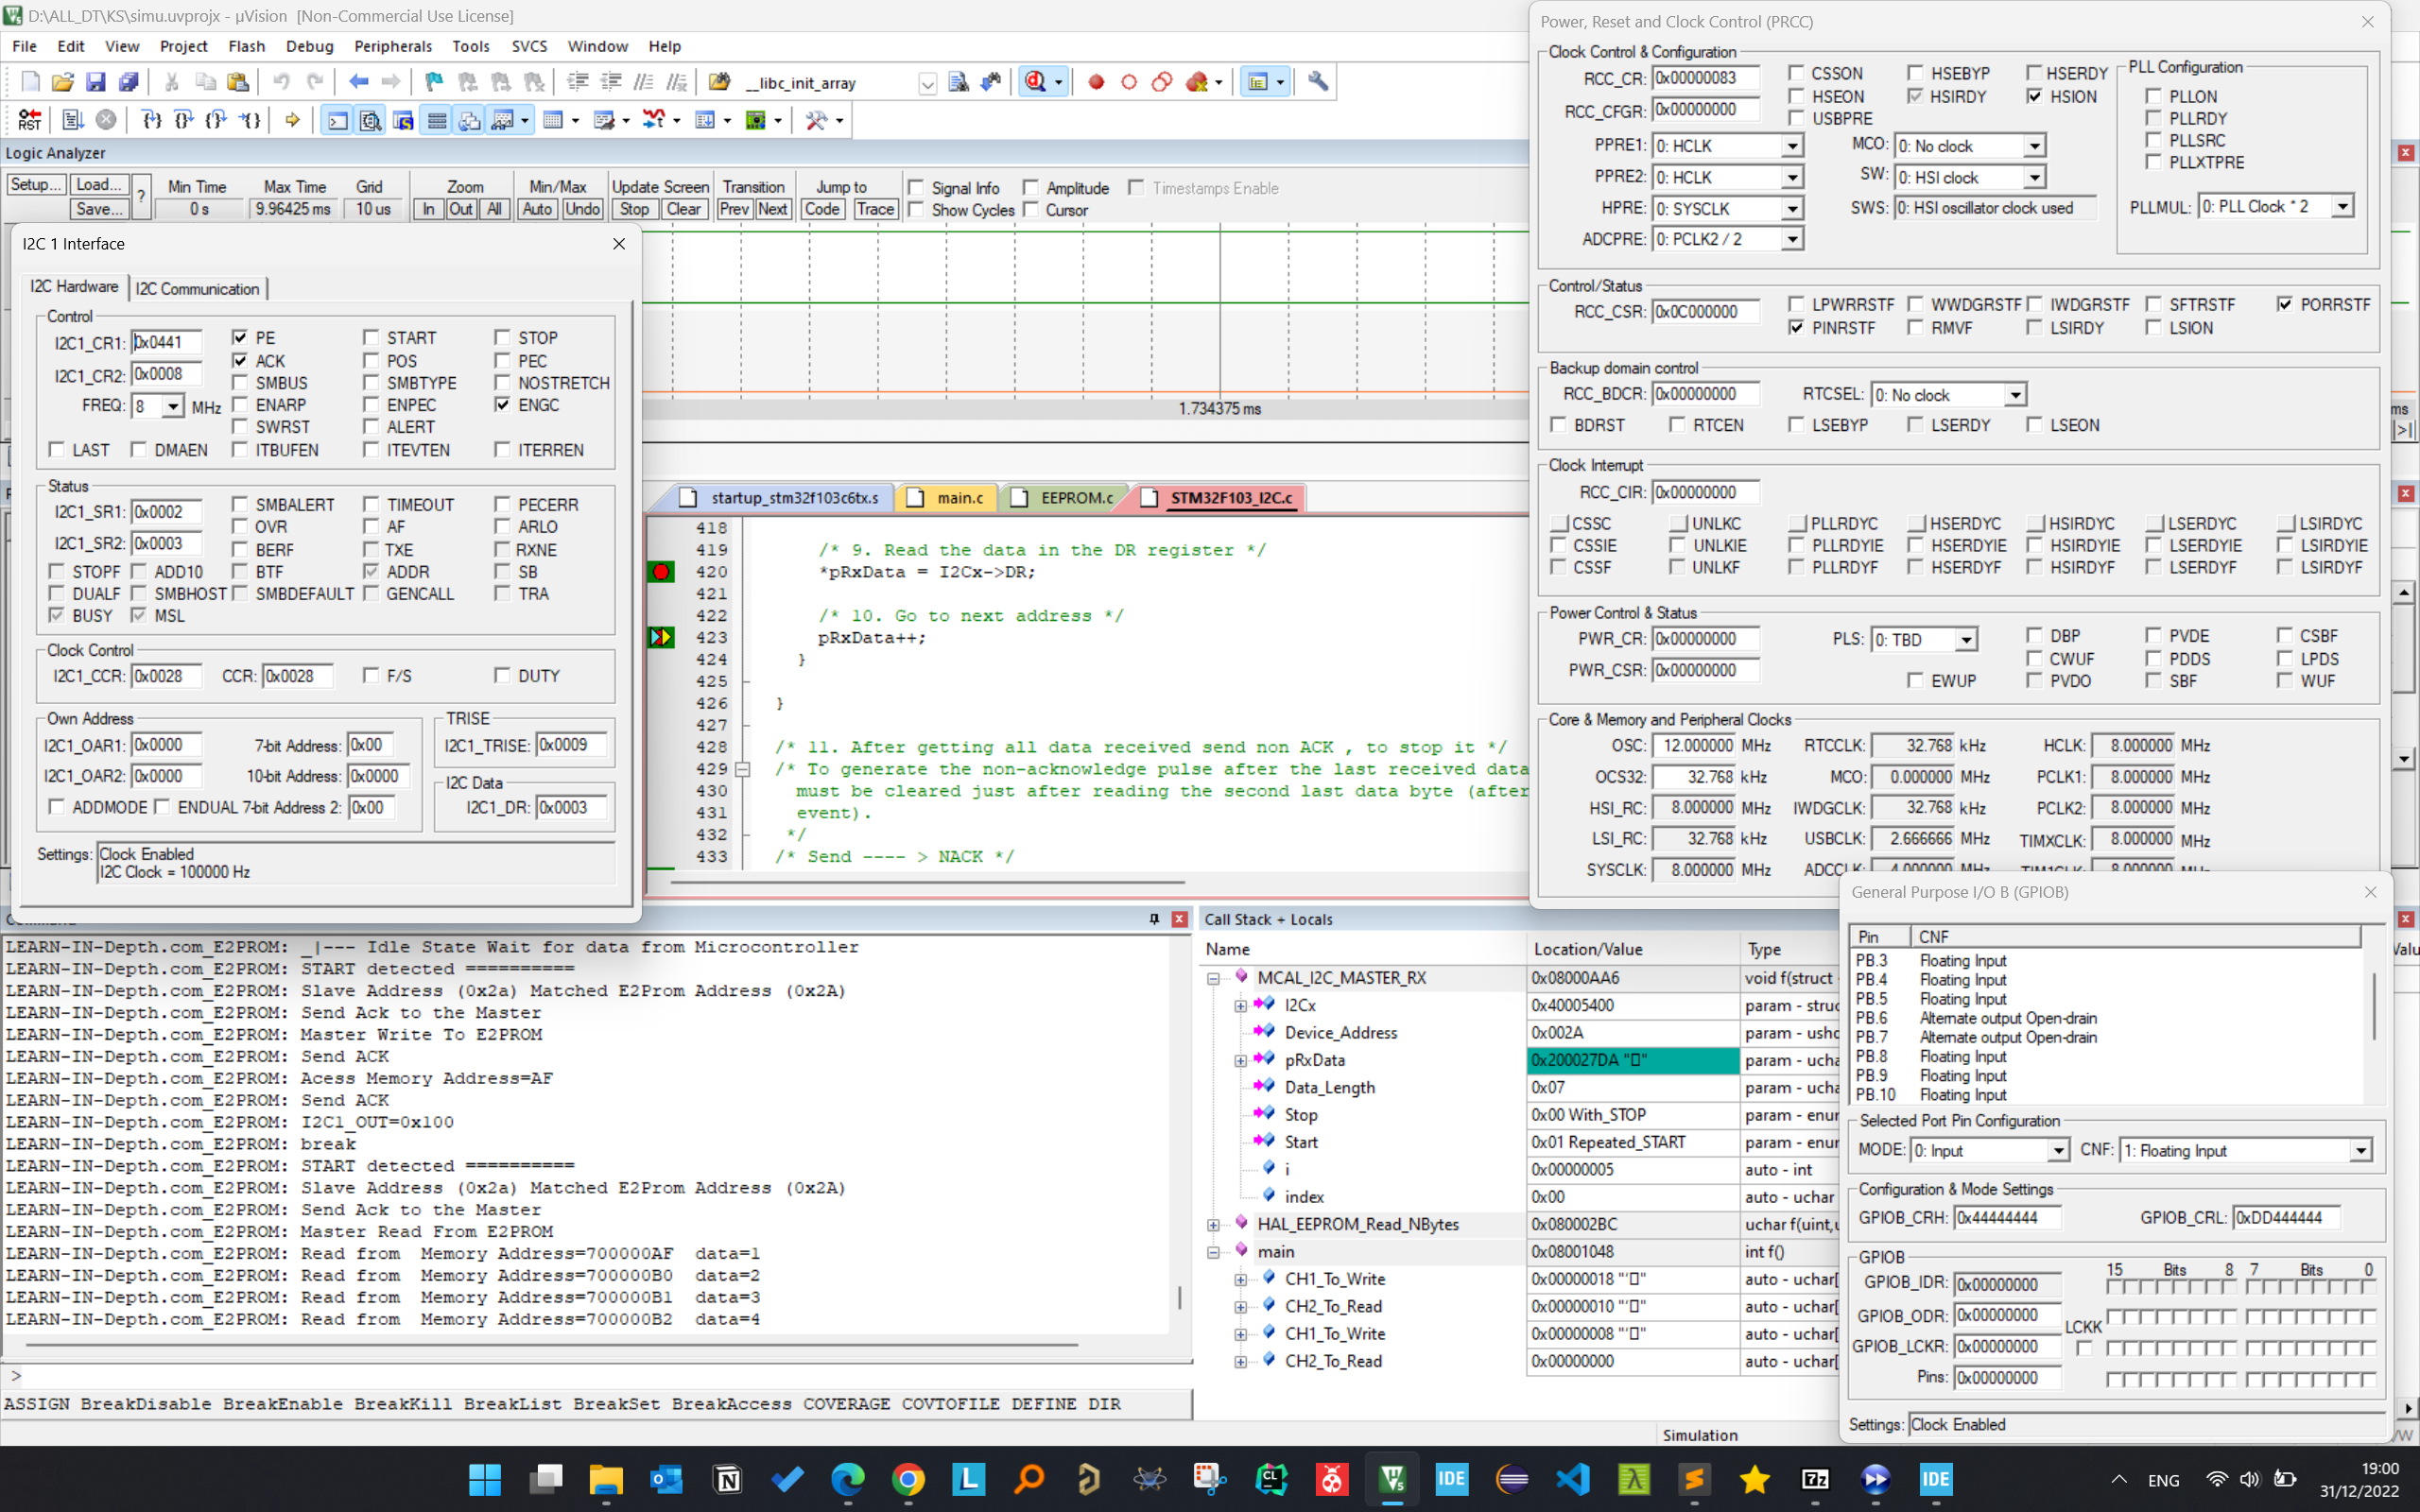 D:\ALL_DT\KS\simu.uvprojx - µVision [Non-Commercial Use License]
File Edit View Project Flash Debug Peripherals Tools SVCS Window Help
__libc_init_array
RST
Logic Analyzer
Setup... Load... ? Min Time Max Time Grid Zoom Min/Max Update Screen Transition Jump to Signal Info Amplitude Timestamps Enable
Save... 0 s 9.96425 ms 10 us In Out All Auto Undo Stop Clear Prev Next Code Trace Show Cycles Cursor
1.734375 ms
ms
I2C 1 Interface
I2C Hardware I2C Communication
Control
I2C1_CR1: 0x0441 PE START STOP
ACK POS PEC
I2C1_CR2: 0x0008 SMBUS SMBTYPE NOSTRETCH
FREQ: 8 MHz ENARP ENPEC ENGC
SWRST ALERT
LAST DMAEN ITBUFEN ITEVTEN ITERREN
Status
I2C1_SR1: 0x0002 SMBALERT TIMEOUT PECERR
OVR AF ARLO
I2C1_SR2: 0x0003 BERF TXE RXNE
STOPF ADD10 BTF ADDR SB
DUALF SMBHOST SMBDEFAULT GENCALL TRA
BUSY MSL
Clock Control
I2C1_CCR: 0x0028 CCR: 0x0028 F/S DUTY
Own Address
I2C1_OAR1: 0x0000 7-bit Address: 0x00
I2C1_OAR2: 0x0000 10-bit Address: 0x0000
ADDMODE ENDUAL 7-bit Address 2: 0x00
TRISE
I2C1_TRISE: 0x0009
I2C Data
I2C1_DR: 0x0003
Settings: Clock Enabled
I2C Clock = 100000 Hz
startup_stm32f103c6tx.s main.c EEPROM.c STM32F103_I2C.c
418
419 /* 9. Read the data in the DR register */
420 *pRxData = I2Cx->DR;
421
422 /* 10. Go to next address */
423 pRxData++;
424 }
425
426 }
427
428 /* 11. After getting all data received send non ACK , to stop it */
429 /* To generate the non-acknowledge pulse after the last received data
430 must be cleared just after reading the second last data byte (after
431 event).
432 */
433 /* Send ---- > NACK */
Power, Reset and Clock Control (PRCC)
Clock Control & Configuration
RCC_CR: 0x00000083 CSSON HSEBYP HSERDY
HSEON HSIRDY HSION
RCC_CFGR: 0x00000000 USBPRE
PPRE1: 0: HCLK MCO: 0: No clock
PPRE2: 0: HCLK SW: 0: HSI clock
HPRE: 0: SYSCLK SWS: 0: HSI oscillator clock used
ADCPRE: 0: PCLK2 / 2
PLL Configuration
PLLON
PLLRDY
PLLSRC
PLLXTPRE
PLLMUL: 0: PLL Clock * 2
Control/Status
RCC_CSR: 0x0C000000 LPWRRSTF WWDGRSTF IWDGRSTF SFTRSTF PORRSTF
PINRSTF RMVF LSIRDY LSION
Backup domain control
RCC_BDCR: 0x00000000 RTCSEL: 0: No clock
BDRST RTCEN LSEBYP LSERDY LSEON
Clock Interrupt
RCC_CIR: 0x00000000
CSSC UNLKC PLLRDYC HSERDYC HSIRDYC LSERDYC LSIRDYC
CSSIE UNLKIE PLLRDYIE HSERDYIE HSIRDYIE LSERDYIE LSIRDYIE
CSSF UNLKF PLLRDYF HSERDYF HSIRDYF LSERDYF LSIRDYF
Power Control & Status
PWR_CR: 0x00000000 PLS: 0: TBD DBP PVDE CSBF
CWUF PDDS LPDS
PWR_CSR: 0x00000000 EWUP PVDO SBF WUF
Core & Memory and Peripheral Clocks
OSC: 12.000000 MHz RTCCLK: 32.768 kHz HCLK: 8.000000 MHz
OCS32: 32.768 kHz MCO: 0.000000 MHz PCLK1: 8.000000 MHz
HSI_RC: 8.000000 MHz IWDGCLK: 32.768 kHz PCLK2: 8.000000 MHz
LSI_RC: 32.768 kHz USBCLK: 2.666666 MHz TIMXCLK: 8.000000 MHz
SYSCLK: 8.000000 MHz ADCCLK: 4.000000 MHz TIM1CLK: 8.000000 MHz
LEARN-IN-Depth.com_E2PROM: _|--- Idle State Wait for data from Microcontroller
LEARN-IN-Depth.com_E2PROM: START detected ==========
LEARN-IN-Depth.com_E2PROM: Slave Address (0x2a) Matched E2Prom Address (0x2A)
LEARN-IN-Depth.com_E2PROM: Send Ack to the Master
LEARN-IN-Depth.com_E2PROM: Master Write To E2PROM
LEARN-IN-Depth.com_E2PROM: Send ACK
LEARN-IN-Depth.com_E2PROM: Acess Memory Address=AF
LEARN-IN-Depth.com_E2PROM: Send ACK
LEARN-IN-Depth.com_E2PROM: I2C1_OUT=0x100
LEARN-IN-Depth.com_E2PROM: break
LEARN-IN-Depth.com_E2PROM: START detected ==========
LEARN-IN-Depth.com_E2PROM: Slave Address (0x2a) Matched E2Prom Address (0x2A)
LEARN-IN-Depth.com_E2PROM: Send Ack to the Master
LEARN-IN-Depth.com_E2PROM: Master Read From E2PROM
LEARN-IN-Depth.com_E2PROM: Read from Memory Address=700000AF data=1
LEARN-IN-Depth.com_E2PROM: Read from Memory Address=700000B0 data=2
LEARN-IN-Depth.com_E2PROM: Read from Memory Address=700000B1 data=3
LEARN-IN-Depth.com_E2PROM: Read from Memory Address=700000B2 data=4
>
ASSIGN BreakDisable BreakEnable BreakKill BreakList BreakSet BreakAccess COVERAGE COVTOFILE DEFINE DIR
Call Stack + Locals
Name Location/Value Type
MCAL_I2C_MASTER_RX 0x08000AA6 void f(struct
I2Cx 0x40005400 param - struc
Device_Address 0x002A param - usho
pRxData 0x200027DA "▯" param - ucha
Data_Length 0x07 param - ucha
Stop 0x00 With_STOP param - enur
Start 0x01 Repeated_START param - enur
i 0x00000005 auto - int
index 0x00 auto - uchar
HAL_EEPROM_Read_NBytes 0x080002BC uchar f(uint,u
main 0x08001048 int f()
CH1_To_Write 0x00000018 "'▯" auto - uchar[
CH2_To_Read 0x00000010 "'▯" auto - uchar[
CH1_To_Write 0x00000008 "'▯" auto - uchar[
CH2_To_Read 0x00000000 auto - uchar[
Simulation
General Purpose I/O B (GPIOB)
Pin CNF
PB.3 Floating Input
PB.4 Floating Input
PB.5 Floating Input
PB.6 Alternate output Open-drain
PB.7 Alternate output Open-drain
PB.8 Floating Input
PB.9 Floating Input
PB.10 Floating Input
Selected Port Pin Configuration
MODE: 0: Input CNF: 1: Floating Input
Configuration & Mode Settings
GPIOB_CRH: 0x44444444 GPIOB_CRL: 0xDD444444
GPIOB
15 Bits 8 7 Bits 0
GPIOB_IDR: 0x00000000
GPIOB_ODR: 0x00000000
LCKK
GPIOB_LCKR: 0x00000000
Pins: 0x00000000
Settings: Clock Enabled
ENG
19:00
31/12/2022